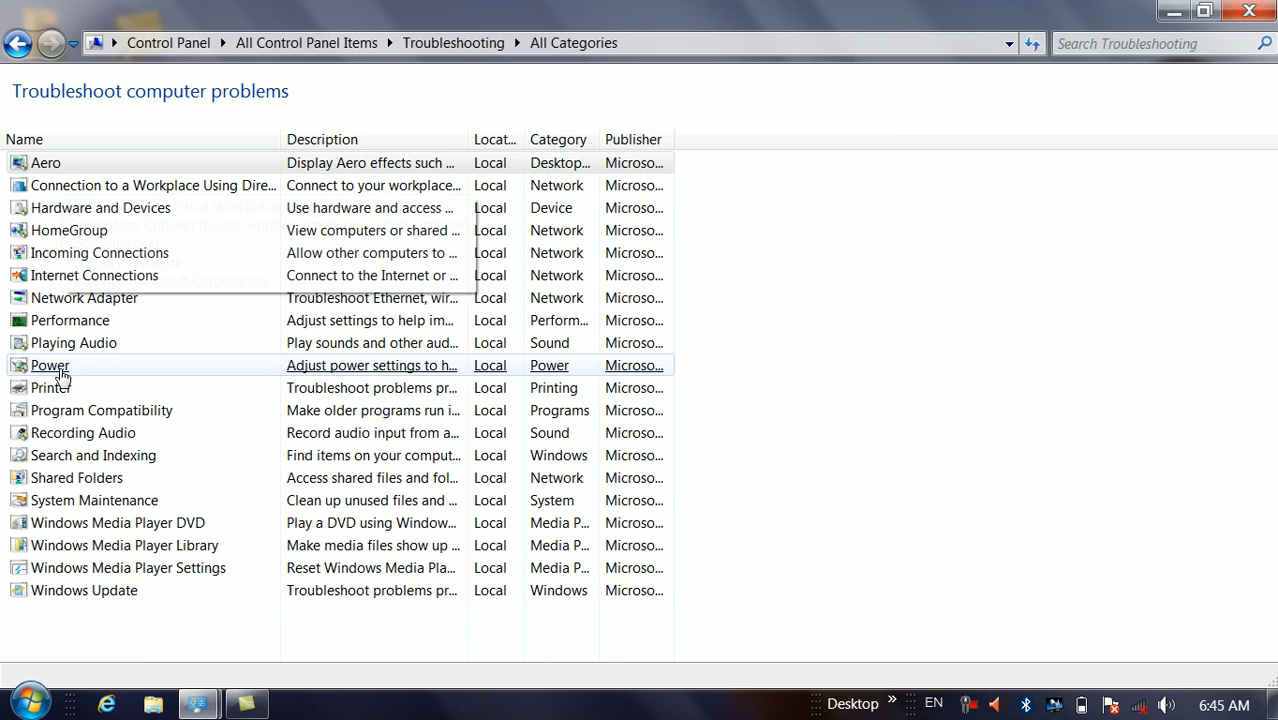 Control Panel All Control Panel Items Troubleshooting All Categories Search Troubleshooting
Troubleshoot computer problems
Name Description Locat... Category Publisher
Aero Display Aero effects such ... Local Desktop... Microso...
Connection to a Workplace Using Dire... Connect to your workplace... Local Network Microso...
Hardware and Devices Use hardware and access ... Local Device Microso...
HomeGroup View computers or shared ... Local Network Microso...
Incoming Connections Allow other computers to ... Local Network Microso...
Internet Connections Connect to the Internet or ... Local Network Microso...
Network Adapter Troubleshoot Ethernet, wir... Local Network Microso...
Performance Adjust settings to help im... Local Perform... Microso...
Playing Audio Play sounds and other aud... Local Sound Microso...
Power Adjust power settings to h... Local Power Microso...
Printer Troubleshoot problems pr... Local Printing Microso...
Program Compatibility Make older programs run i... Local Programs Microso...
Recording Audio Record audio input from a... Local Sound Microso...
Search and Indexing Find items on your comput... Local Windows Microso...
Shared Folders Access shared files and fol... Local Network Microso...
System Maintenance Clean up unused files and ... Local System Microso...
Windows Media Player DVD Play a DVD using Window... Local Media P... Microso...
Windows Media Player Library Make media files show up ... Local Media P... Microso...
Windows Media Player Settings Reset Windows Media Pla... Local Media P... Microso...
Windows Update Troubleshoot problems pr... Local Windows Microso...
Desktop » EN 6:45 AM